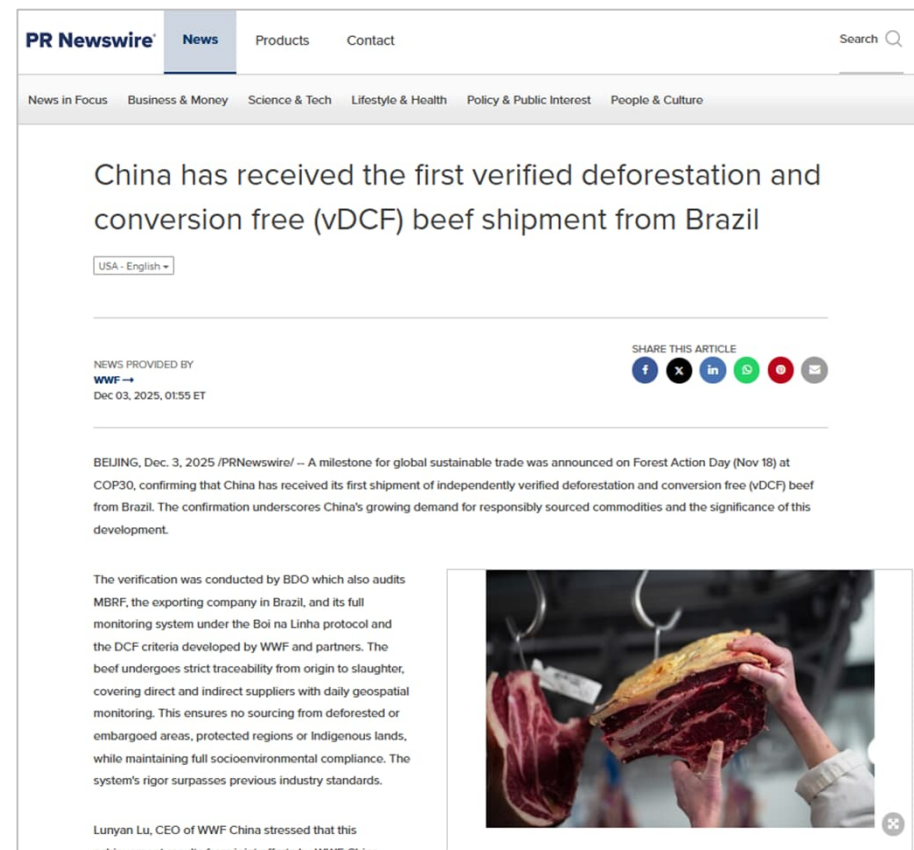 PR Newswire®
News
Products
Contact
Search
News in Focus
Business & Money
Science & Tech
Lifestyle & Health
Policy & Public Interest
People & Culture
China has received the first verified deforestation and
conversion free (vDCF) beef shipment from Brazil
USA - English
NEWS PROVIDED BY
WWF →
Dec 03, 2025, 01:55 ET
SHARE THIS ARTICLE
BEIJING, Dec. 3, 2025 /PRNewswire/ -- A milestone for global sustainable trade was announced on Forest Action Day (Nov 18) at
COP30, confirming that China has received its first shipment of independently verified deforestation and conversion free (vDCF) beef
from Brazil. The confirmation underscores China's growing demand for responsibly sourced commodities and the significance of this
development.
The verification was conducted by BDO which also audits
MBRF, the exporting company in Brazil, and its full
monitoring system under the Boi na Linha protocol and
the DCF criteria developed by WWF and partners. The
beef undergoes strict traceability from origin to slaughter,
covering direct and indirect suppliers with daily geospatial
monitoring. This ensures no sourcing from deforested or
embargoed areas, protected regions or Indigenous lands,
while maintaining full socioenvironmental compliance. The
system's rigor surpasses previous industry standards.
Lunyan Lu, CEO of WWF China stressed that this